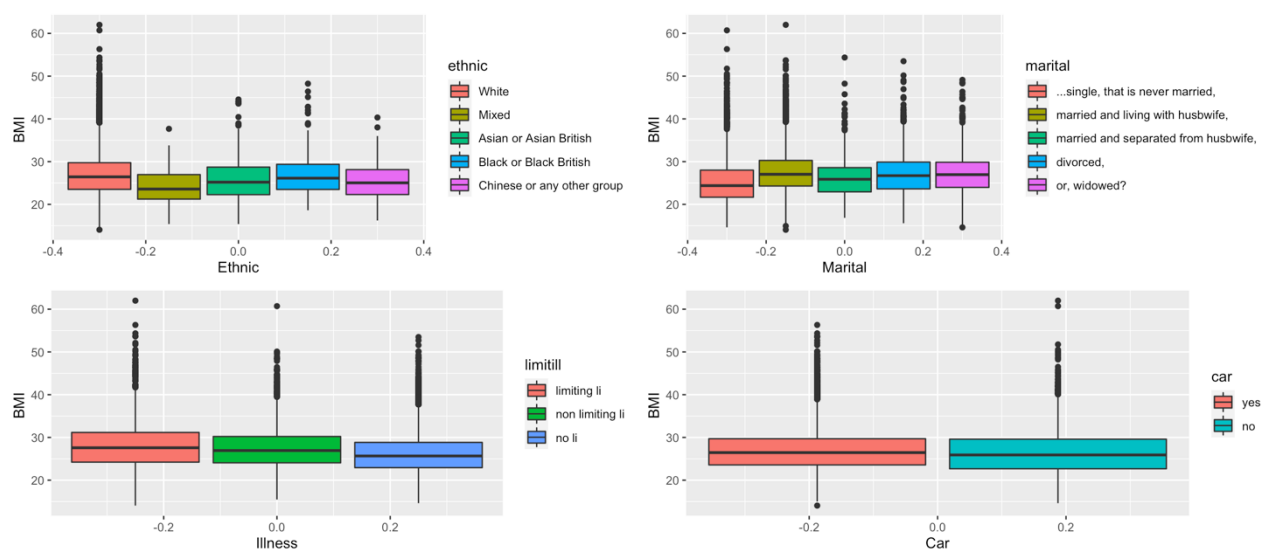 60
50
40
30
20
BMI
-0.4
-0.2
0.0
0.2
0.4
Ethnic
ethnic
White
Mixed
Asian or Asian British
Black or Black British
Chinese or any other group
60
50
40
30
20
BMI
-0.4
-0.2
0.0
0.2
0.4
Marital
marital
...single, that is never married,
married and living with husbwife,
married and separated from husbwife,
divorced,
or, widowed?
60
50
40
30
20
BMI
-0.2
0.0
0.2
Illness
limitill
limiting li
non limiting li
no li
60
50
40
30
20
BMI
-0.2
0.0
0.2
Car
car
yes
no